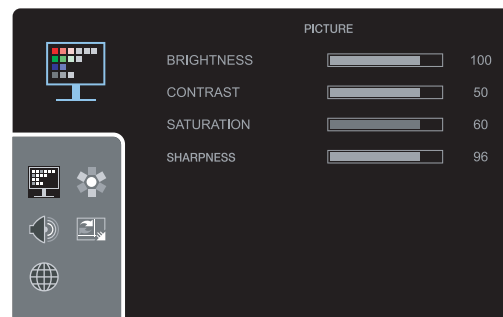 PICTURE
BRIGHTNESS 100
CONTRAST 50
SATURATION 60
SHARPNESS 96